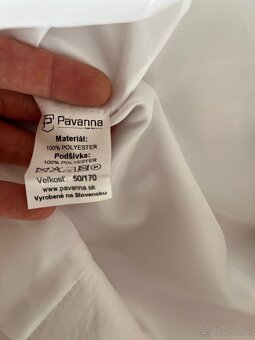 Pavanna
Materiál:
100% POLYESTER
Podšívka:
100% POLYESTER
Veľkosť: 50/170
www.pavanna.sk
Vyrobené na Slovensku